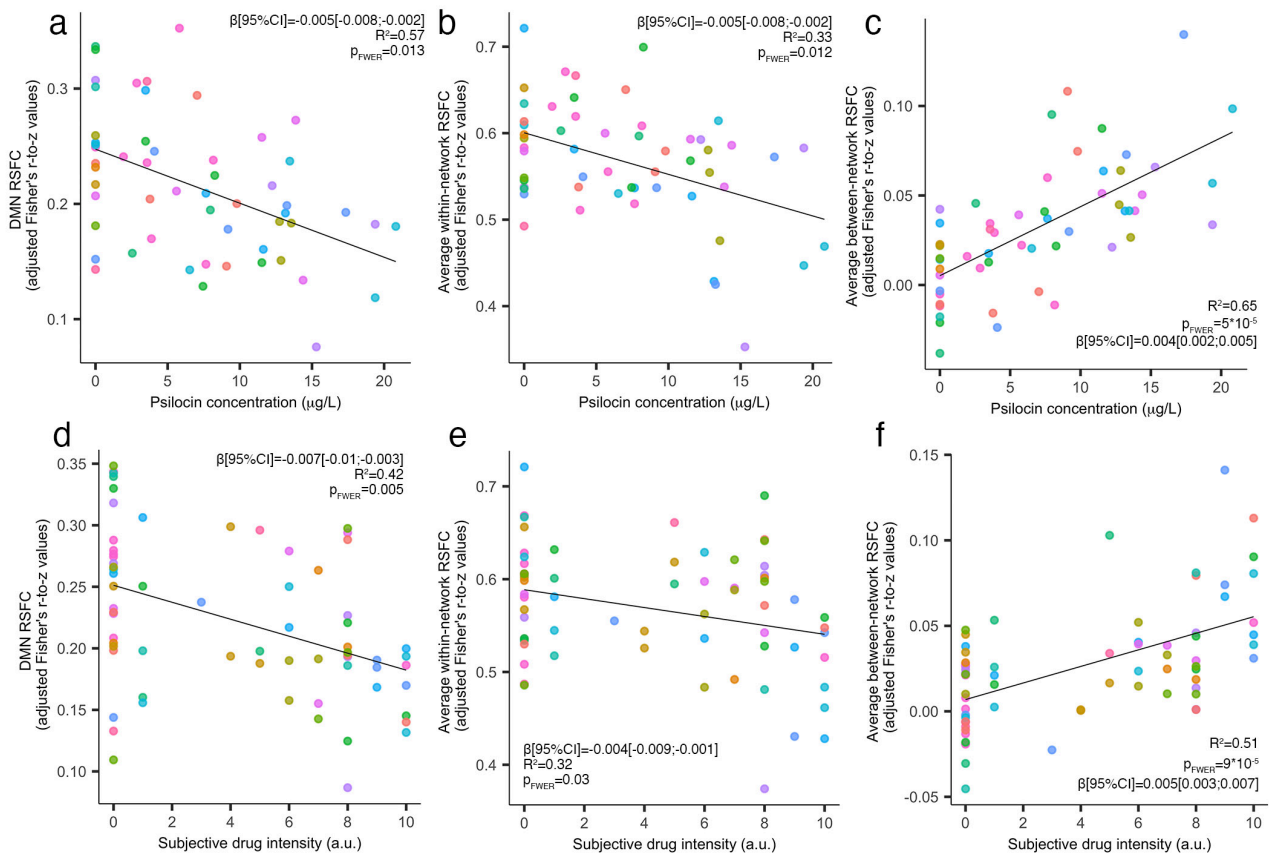 a
β[95%CI]=-0.005[-0.008;-0.002]
R²=0.57
pFWER=0.013
DMN RSFC
(adjusted Fisher's r-to-z values)
0.3
0.2
0.1
0 5 10 15 20
Psilocin concentration (μg/L)
b
β[95%CI]=-0.005[-0.008;-0.002]
R²=0.33
pFWER=0.012
Average within-network RSFC
(adjusted Fisher's r-to-z values)
0.7
0.6
0.5
0.4
0 5 10 15 20
Psilocin concentration (μg/L)
c
Average between-network RSFC
(adjusted Fisher's r-to-z values)
0.10
0.05
0.00
R²=0.65
pFWER=5*10⁻⁵
β[95%CI]=0.004[0.002;0.005]
0 5 10 15 20
Psilocin concentration (μg/L)
d
β[95%CI]=-0.007[-0.01;-0.003]
R²=0.42
pFWER=0.005
DMN RSFC
(adjusted Fisher's r-to-z values)
0.35
0.30
0.25
0.20
0.15
0.10
0 2 4 6 8 10
Subjective drug intensity (a.u.)
e
Average within-network RSFC
(adjusted Fisher's r-to-z values)
0.7
0.6
0.5
0.4
β[95%CI]=-0.004[-0.009;-0.001]
R²=0.32
pFWER=0.03
0 2 4 6 8 10
Subjective drug intensity (a.u.)
f
Average between-network RSFC
(adjusted Fisher's r-to-z values)
0.15
0.10
0.05
0.00
-0.05
R²=0.51
pFWER=9*10⁻⁵
β[95%CI]=0.005[0.003;0.007]
0 2 4 6 8 10
Subjective drug intensity (a.u.)